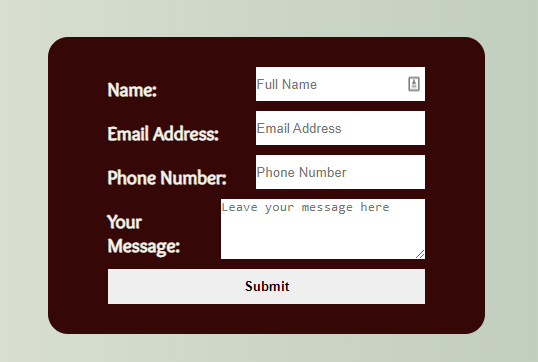 Name: Full Name
Email Address: Email Address
Phone Number: Phone Number
Your Leave your message here
Message:
Submit